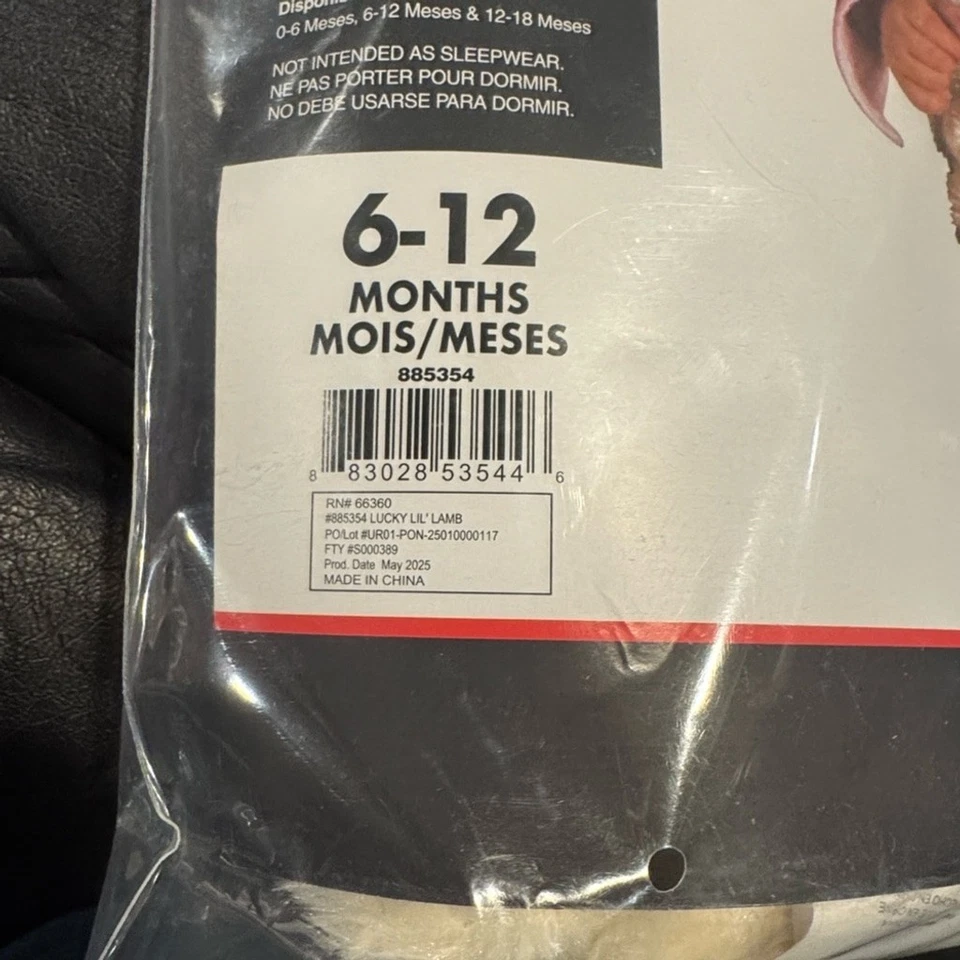 0-6 Meses, 6-12 Meses & 12-18 Meses
NOT INTENDED AS SLEEPWEAR.
NE PAS PORTER POUR DORMIR.
NO DEBE USARSE PARA DORMIR.
6-12
MONTHS
MOIS/MESES
885354
8 83028 53544 6
RN# 66360
#885354 LUCKY LIL' LAMB
PO/Lot #UR01-PON-25010000117
FTY #S000389
Prod. Date May 2025
MADE IN CHINA